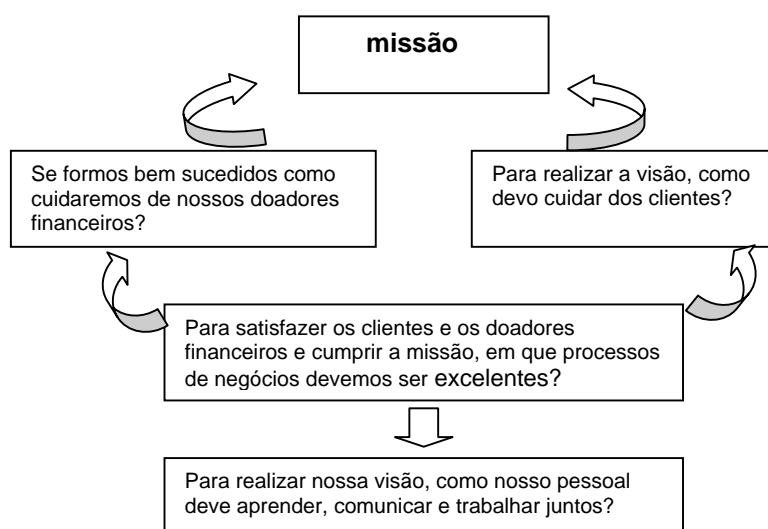 missão
Se formos bem sucedidos como
cuidaremos de nossos doadores
financeiros?
Para realizar a visão, como
devo cuidar dos clientes?
Para satisfazer os clientes e os doadores
financeiros e cumprir a missão, em que processos
de negócios devemos ser excelentes?
Para realizar nossa visão, como nosso pessoal
deve aprender, comunicar e trabalhar juntos?